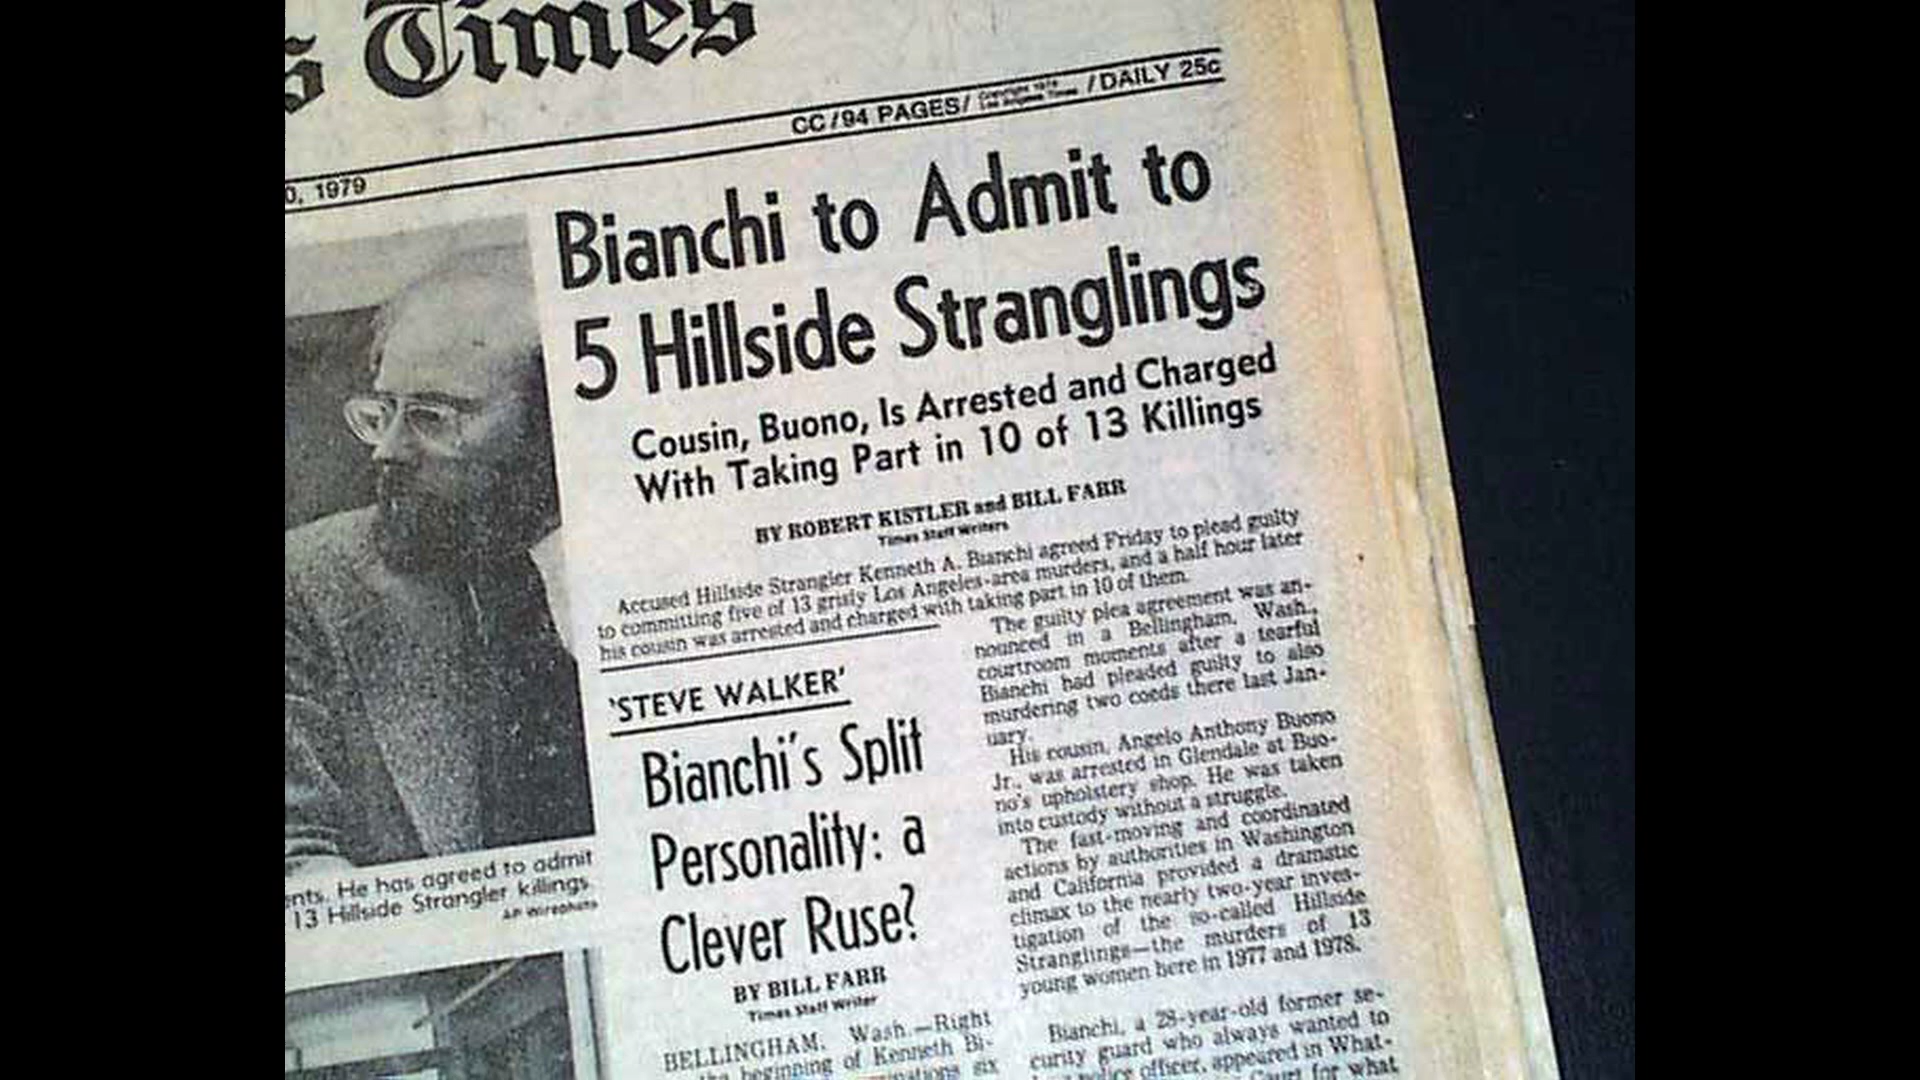 s Times
CC/94 PAGES/ Copyright 1979 Los Angeles Times /DAILY 25c
0, 1979
Bianchi to Admit to
5 Hillside Stranglings
Cousin, Buono, Is Arrested and Charged
With Taking Part in 10 of 13 Killings
BY ROBERT KISTLER and BILL FARR
Times Staff Writers
Accused Hillside Strangler Kenneth A. Bianchi agreed Friday to plead guilty
to committing five of 13 grisly Los Angeles-area murders, and a half hour later
his cousin was arrested and charged with taking part in 10 of them.
The guilty plea agreement was an-
nounced in a Bellingham, Wash.,
courtroom moments after a tearful
Bianchi had pleaded guilty to also
murdering two coeds there last Jan-
uary.
His cousin, Angelo Anthony Buono
Jr., was arrested in Glendale at Buo-
no's upholstery shop. He was taken
into custody without a struggle.
The fast-moving and coordinated
actions by authorities in Washington
and California provided a dramatic
climax to the nearly two-year inves-
tigation of the so-called Hillside
Stranglings—the murders of 13
young women here in 1977 and 1978.
Bianchi, a 28-year-old former se-
curity guard who always wanted to
police officer, appeared in What-
Court for what
'STEVE WALKER'
Bianchi's Split
Personality: a
Clever Ruse?
BY BILL FARR
Times Staff Writer
BELLINGHAM, Wash.—Right
beginning of Kenneth Bi-
six
nts. He has agreed to admit
13 Hillside Strangler killings.
AP Wirephoto